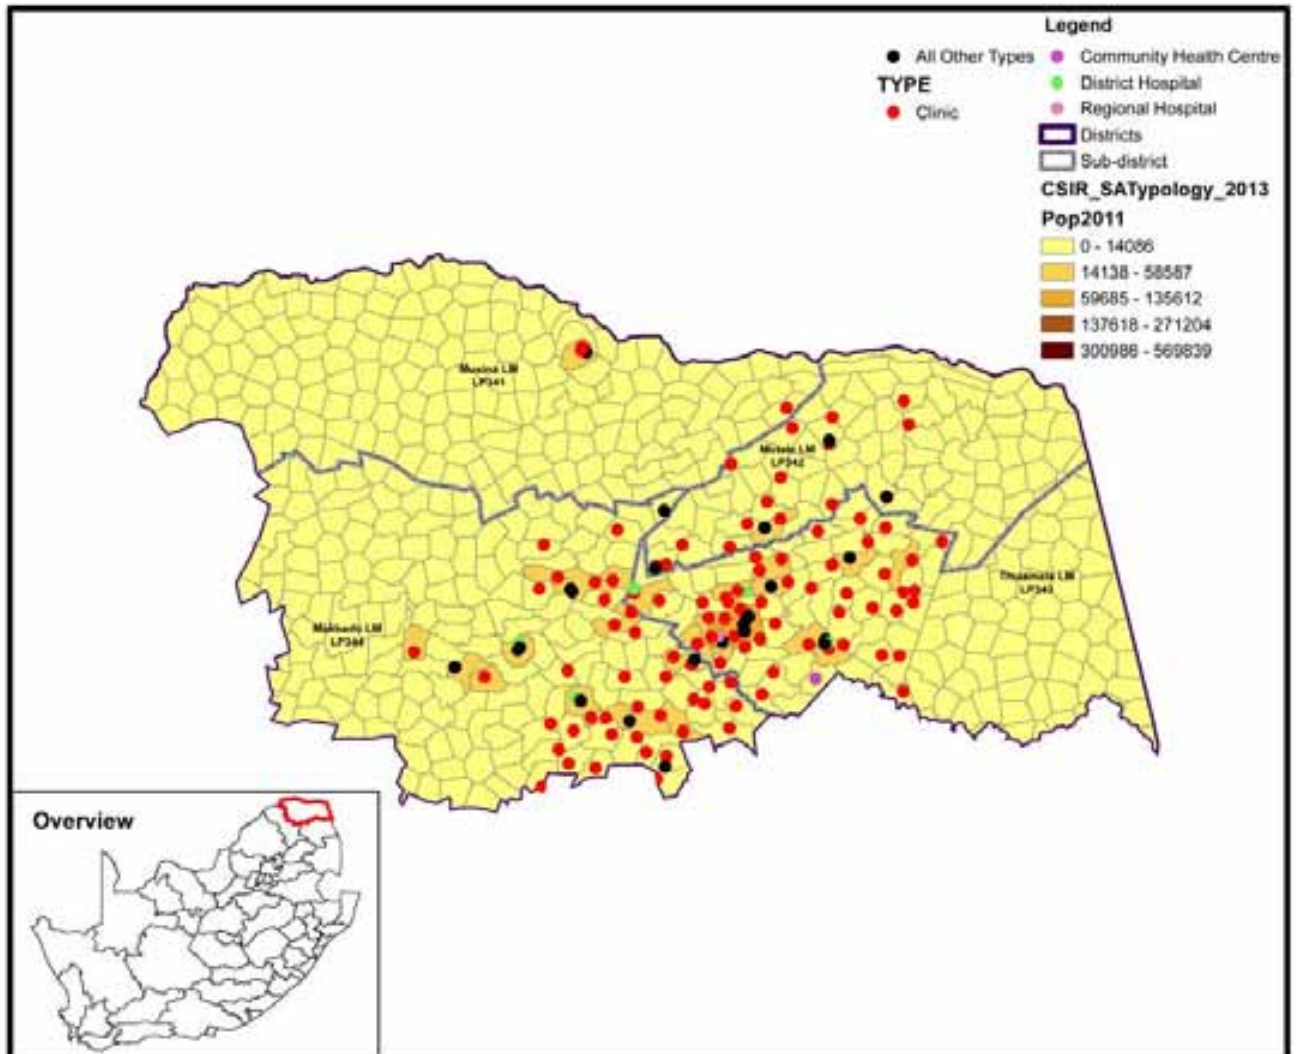 Legend
All Other Types
Community Health Centre
TYPE
District Hospital
Clinic
Regional Hospital
Districts
Sub-district
CSIR_SATypology_2013
Pop2011
0 - 14086
14138 - 58587
59685 - 135612
137618 - 271204
300986 - 569839
Musina LM
LP341
Mutale LM
LP342
Thulamela LM
LP343
Makhado LM
LP344
Overview